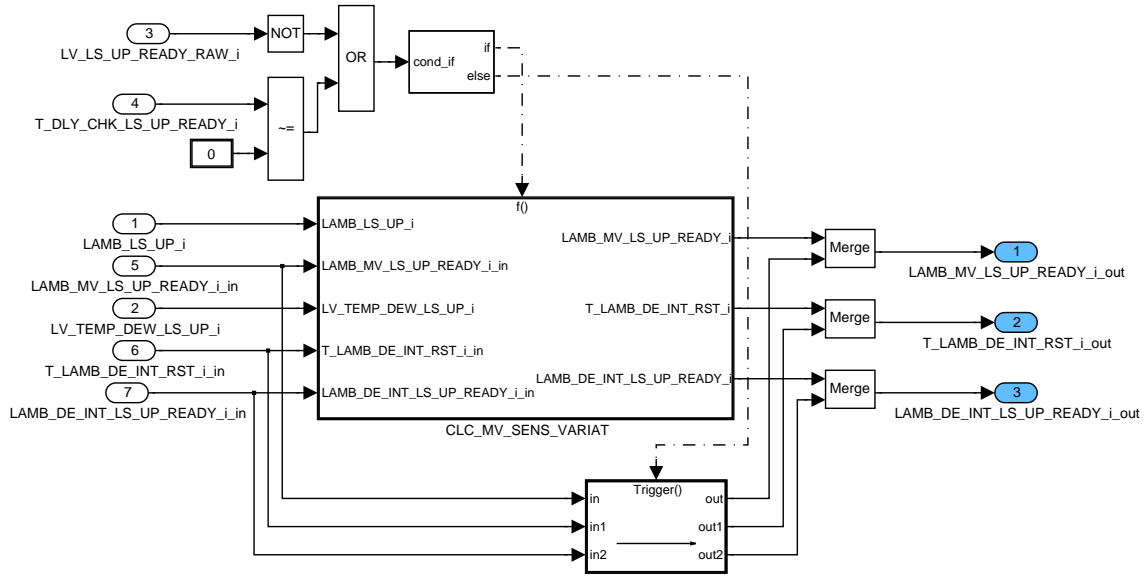 3
NOT
LV_LS_UP_READY_RAW_i
OR
if
cond_if
else
4
T_DLY_CHK_LS_UP_READY_i
~=
0
f()
1
LAMB_LS_UP_i
LAMB_LS_UP_i
LAMB_MV_LS_UP_READY_i
Merge
1
LAMB_MV_LS_UP_READY_i_out
5
LAMB_MV_LS_UP_READY_i_in
LAMB_MV_LS_UP_READY_i_in
2
LV_TEMP_DEW_LS_UP_i
LV_TEMP_DEW_LS_UP_i
T_LAMB_DE_INT_RST_i
Merge
2
T_LAMB_DE_INT_RST_i_out
6
T_LAMB_DE_INT_RST_i_in
T_LAMB_DE_INT_RST_i_in
LAMB_DE_INT_LS_UP_READY_i
Merge
3
LAMB_DE_INT_LS_UP_READY_i_out
7
LAMB_DE_INT_LS_UP_READY_i_in
LAMB_DE_INT_LS_UP_READY_i_in
CLC_MV_SENS_VARIAT
Trigger()
in
out
in1
out1
in2
out2